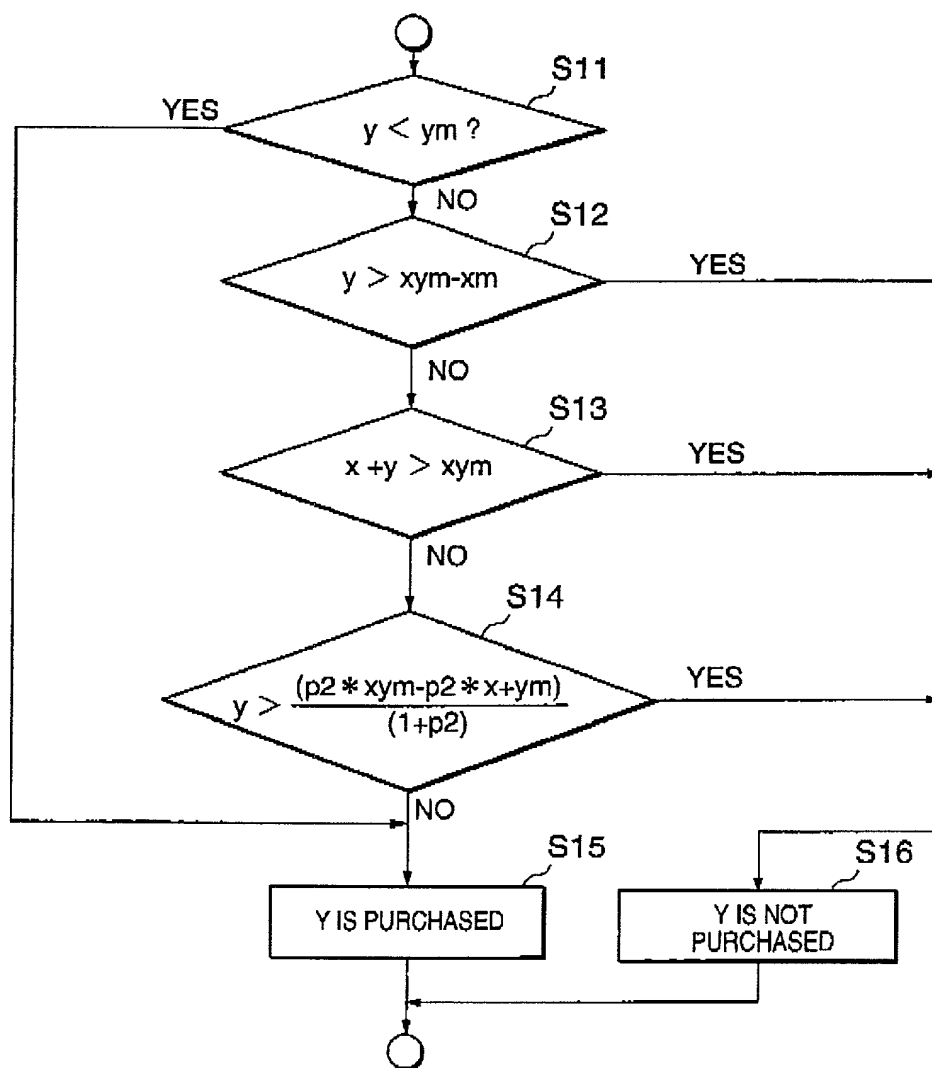 S11
YES
y < ym ?
NO
S12
y > xym-xm
YES
NO
S13
x +y > xym
YES
NO
S14
y > (p2 * xym-p2 * x+ym)
(1+p2)
YES
NO
S15
Y IS PURCHASED
S16
Y IS NOT
PURCHASED